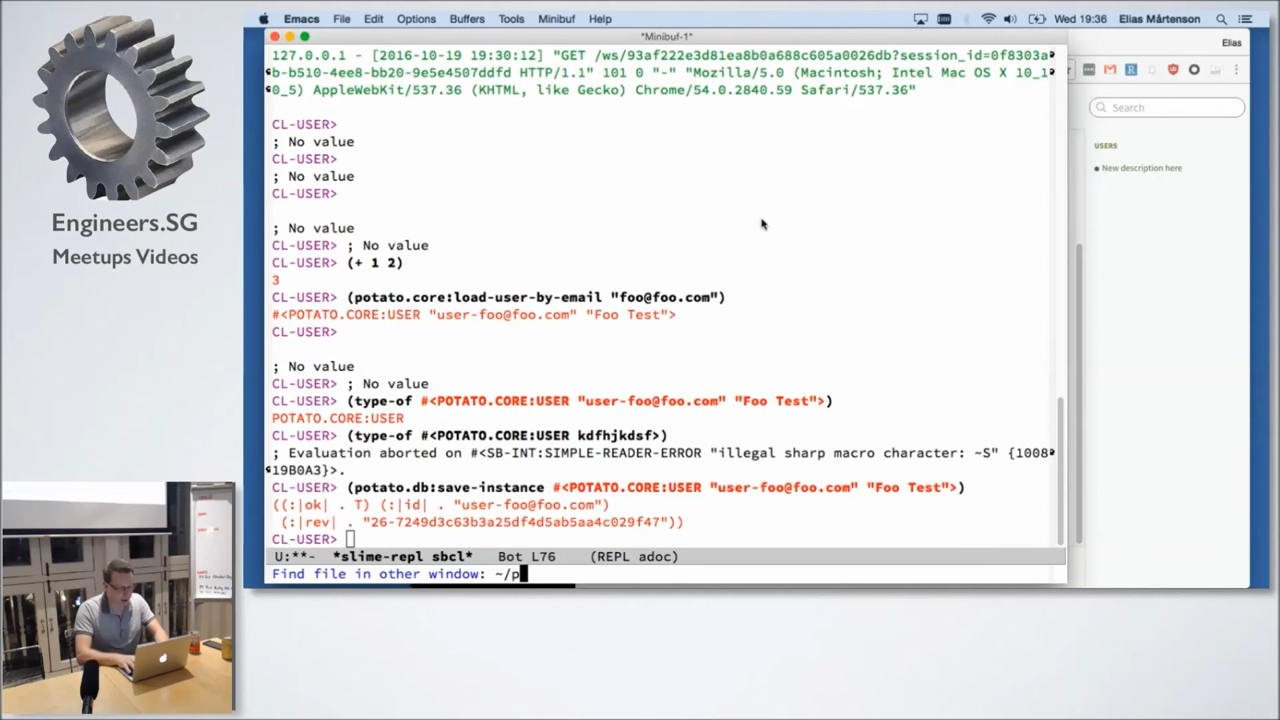 Emacs File Edit Options Buffers Tools Minibuf Help Wed 19:36 Elias Mårtenson
*Minibuf-1*
Elias
127.0.0.1 - [2016-10-19 19:30:12] "GET /ws/93af222e3d81ea8b0a688c605a0026db?session_id=0f8303a
b-b510-4ee8-bb20-9e5e4507ddfd HTTP/1.1" 101 0 "-" "Mozilla/5.0 (Macintosh; Intel Mac OS X 10_1
0_5) AppleWebKit/537.36 (KHTML, like Gecko) Chrome/54.0.2840.59 Safari/537.36"
CL-USER>
; No value
CL-USER>
; No value
CL-USER>
; No value
CL-USER> ; No value
CL-USER> (+ 1 2)
3
CL-USER> (potato.core:load-user-by-email "foo@foo.com")
#<POTATO.CORE:USER "user-foo@foo.com" "Foo Test">
CL-USER>
; No value
CL-USER> ; No value
CL-USER> (type-of #<POTATO.CORE:USER "user-foo@foo.com" "Foo Test">)
POTATO.CORE:USER
CL-USER> (type-of #<POTATO.CORE:USER kdfhjkdsf>)
; Evaluation aborted on #<SB-INT:SIMPLE-READER-ERROR "illegal sharp macro character: ~S" {1008
19B0A3}>.
CL-USER> (potato.db:save-instance #<POTATO.CORE:USER "user-foo@foo.com" "Foo Test">)
((:|ok| . T) (:|id| . "user-foo@foo.com")
(:|rev| . "26-7249d3c63b3a25df4d5ab5aa4c029f47"))
CL-USER>
U:**- *slime-repl sbcl* Bot L76 (REPL adoc)
Find file in other window: ~/p
Search
USERS
New description here
Engineers.SG
Meetups Videos